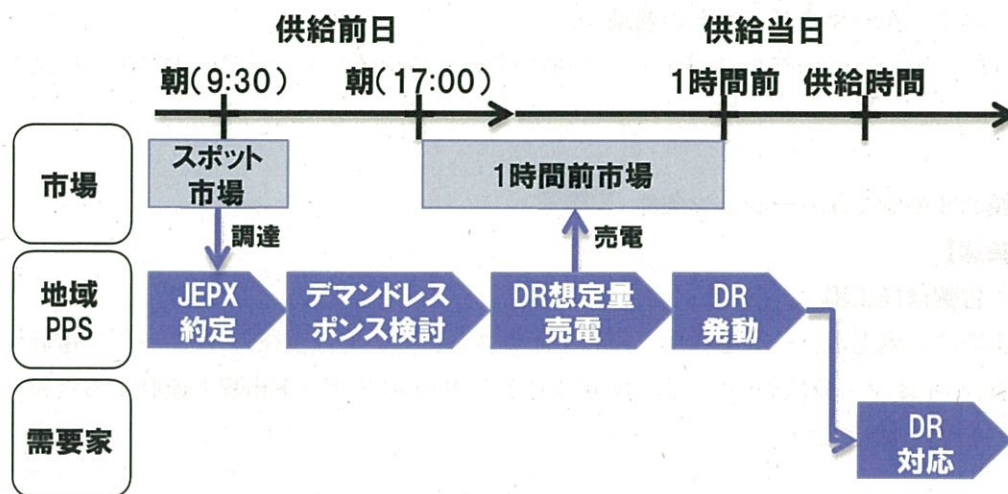 供給前日
供給当日
朝(9:30)
朝(17:00)
1時間前
供給時間
市場
スポット
市場
1時間前市場
調達
売電
地域
PPS
JEPX
約定
デマンドレス
ポンス検討
DR想定量
売電
DR
発動
需要家
DR
対応